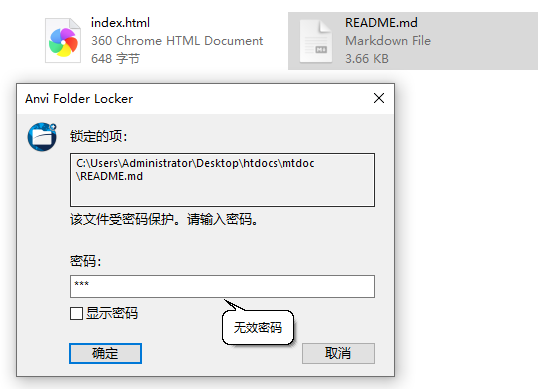 index.html
360 Chrome HTML Document
648 字节
README.md
Markdown File
3.66 KB
Anvi Folder Locker
锁定的项:
C:\Users\Administrator\Desktop\htdocs\mtdoc
\README.md
该文件受密码保护。请输入密码。
密码:
***
显示密码
无效密码
确定
取消